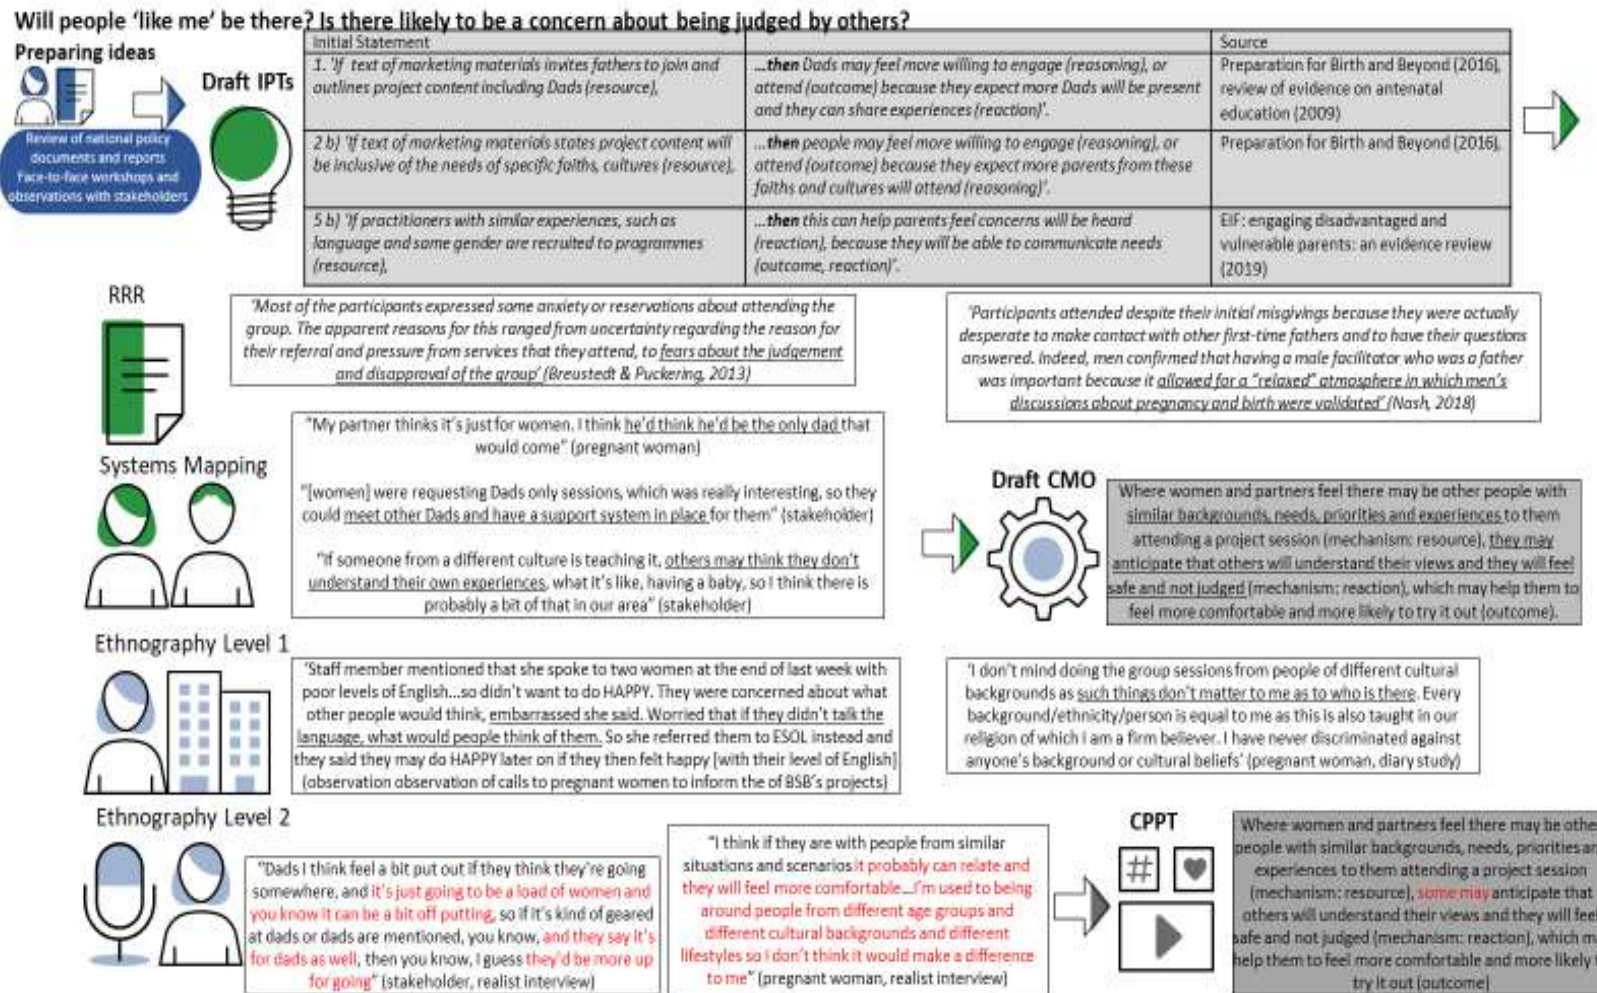 Will people ‘like me’ be there? Is there likely to be a concern about being judged by others?
Preparing ideas
Review of national policy
documents and reports
Face-to-face workshops and
observations with stakeholders
Draft IPTs
Initial Statement
Source
1. 'If text of marketing materials invites fathers to join and
outlines project content including Dads (resource),
...then Dads may feel more willing to engage (reasoning), or
attend (outcome) because they expect more Dads will be present
and they can share experiences (reaction)'.
Preparation for Birth and Beyond (2016),
review of evidence on antenatal
education (2009)
2 b) 'If text of marketing materials states project content will
be inclusive of the needs of specific faiths, cultures (resource),
...then people may feel more willing to engage (reasoning), or
attend (outcome) because they expect more parents from these
faiths and cultures will attend (reasoning)'.
Preparation for Birth and Beyond (2016),
5 b) 'If practitioners with similar experiences, such as
language and same gender are recruited to programmes
(resource),
...then this can help parents feel concerns will be heard
(reaction), because they will be able to communicate needs
(outcome, reaction)'.
EIF: engaging disadvantaged and
vulnerable parents: an evidence review
(2019)
RRR
'Most of the participants expressed some anxiety or reservations about attending the
group. The apparent reasons for this ranged from uncertainty regarding the reason for
their referral and pressure from services that they attend, to fears about the judgement
and disapproval of the group' (Breustedt & Puckering, 2013)
'Participants attended despite their initial misgivings because they were actually
desperate to make contact with other first-time fathers and to have their questions
answered. Indeed, men confirmed that having a male facilitator who was a father
was important because it allowed for a "relaxed" atmosphere in which men's
discussions about pregnancy and birth were validated' (Nash, 2018)
Systems Mapping
"My partner thinks it's just for women. I think he'd think he'd be the only dad that
would come" (pregnant woman)
"[women] were requesting Dads only sessions, which was really interesting, so they
could meet other Dads and have a support system in place for them" (stakeholder)
"If someone from a different culture is teaching it, others may think they don't
understand their own experiences, what it's like, having a baby, so I think there is
probably a bit of that in our area" (stakeholder)
Draft CMO
Where women and partners feel there may be other people with
similar backgrounds, needs, priorities and experiences to them
attending a project session (mechanism: resource), they may
anticipate that others will understand their views and they will feel
safe and not judged (mechanism: reaction), which may help them to
feel more comfortable and more likely to try it out (outcome).
Ethnography Level 1
'Staff member mentioned that she spoke to two women at the end of last week with
poor levels of English...so didn't want to do HAPPY. They were concerned about what
other people would think, embarrassed she said. Worried that if they didn't talk the
language, what would people think of them. So she referred them to ESOL instead and
they said they may do HAPPY later on if they then felt happy [with their level of English]
(observation observation of calls to pregnant women to inform the of BSB's projects)
'I don't mind doing the group sessions from people of different cultural
backgrounds as such things don't matter to me as to who is there. Every
background/ethnicity/person is equal to me as this is also taught in our
religion of which I am a firm believer. I have never discriminated against
anyone's background or cultural beliefs' (pregnant woman, diary study)
Ethnography Level 2
"Dads I think feel a bit put out if they think they're going
somewhere, and it's just going to be a load of women and
you know it can be a bit off putting, so if it's kind of geared
at dads or dads are mentioned, you know, and they say it's
for dads as well, then you know, I guess they'd be more up
for going" (stakeholder, realist interview)
"I think if they are with people from similar
situations and scenarios it probably can relate and
they will feel more comfortable...I'm used to being
around people from different age groups and
different cultural backgrounds and different
lifestyles so I don't think it would make a difference
to me" (pregnant woman, realist interview)
CPPT
#
Where women and partners feel there may be othe
people with similar backgrounds, needs, priorities an
experiences to them attending a project session
(mechanism: resource), some may anticipate that
others will understand their views and they will feel
safe and not judged (mechanism: reaction), which m
help them to feel more comfortable and more likely t
try it out (outcome)